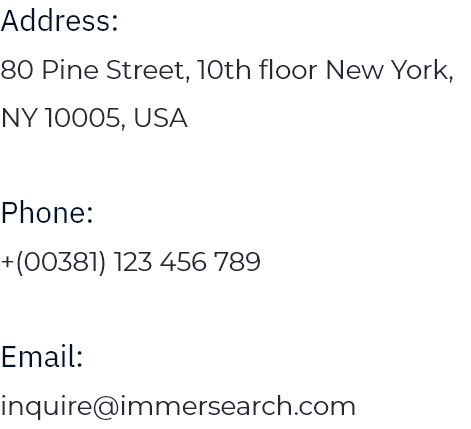 Address:
80 Pine Street, 10th floor New York,
NY 10005, USA
Phone:
+(00381) 123 456 789
Email:
inquire@immersearch.com